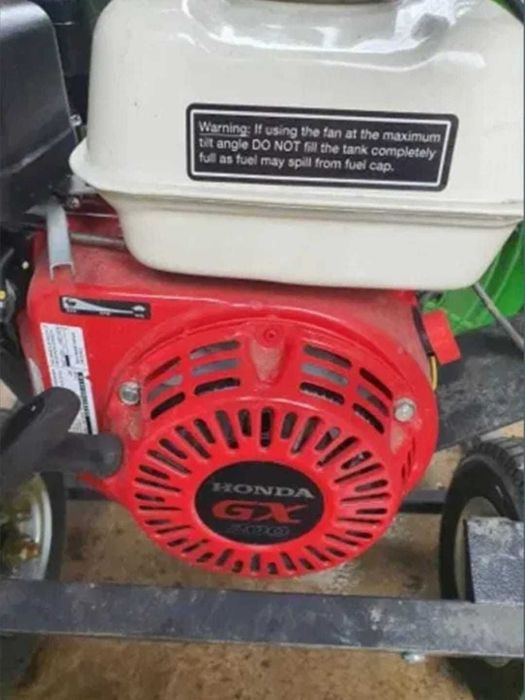 Warning: If using the fan at the maximum
tilt angle DO NOT fill the tank completely
full as fuel may spill from fuel cap.
HONDA
GX
200